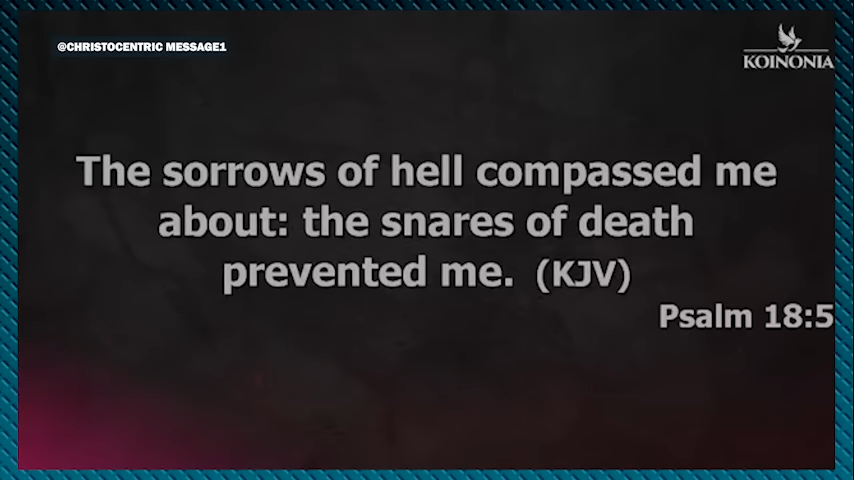 @CHRISTOCENTRIC MESSAGE1
KOINONIA
The sorrows of hell compassed me
about: the snares of death
prevented me. (KJV)
Psalm 18:5